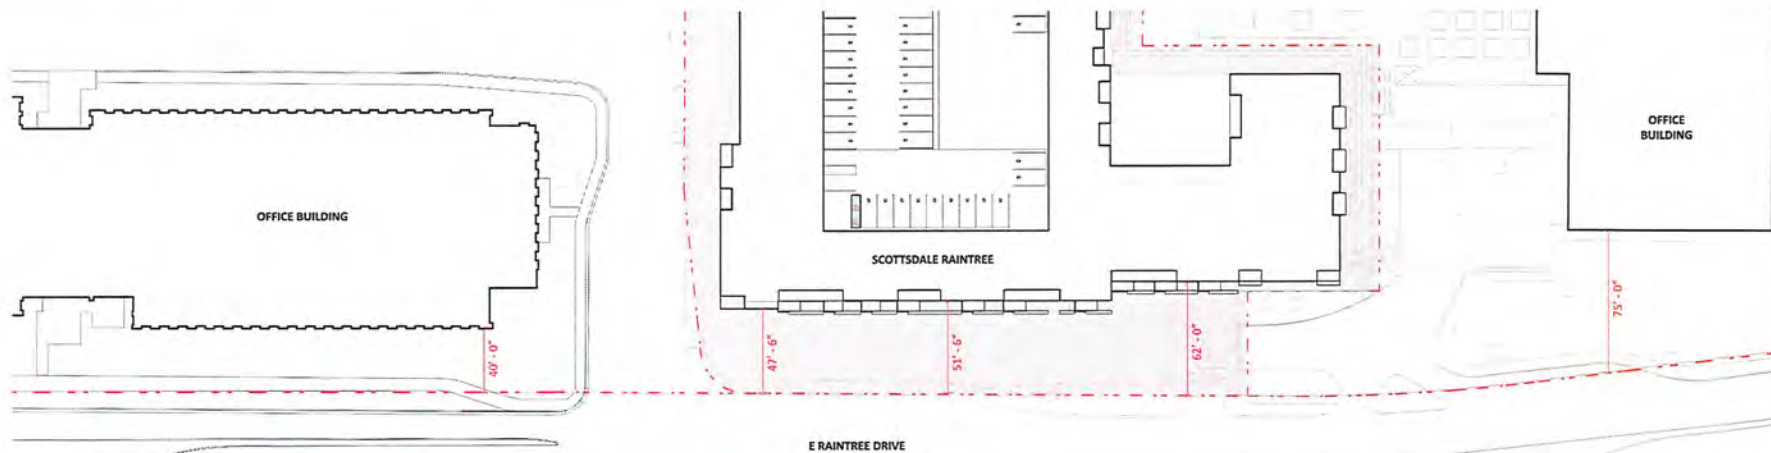 OFFICE
BUILDING
OFFICE BUILDING
SCOTTSDALE RAINTREE
40' - 0"
47' - 6"
51' - 6"
62' - 0"
75' - 0"
E RAINTREE DRIVE